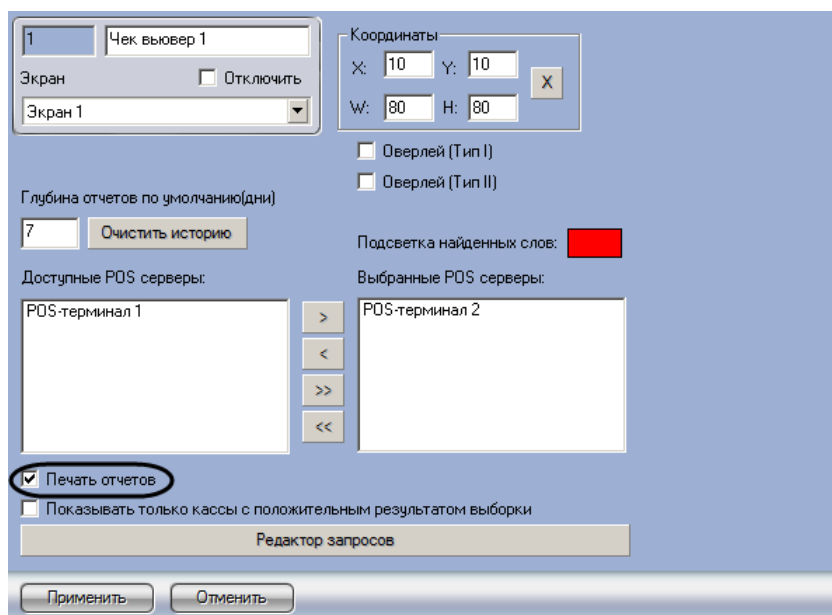 1 Чек вьювер 1
Экран Отключить
Экран 1
Координаты
X: 10 Y: 10
X
W: 80 H: 80
Оверлей (Тип I)
Оверлей (Тип II)
Глубина отчетов по умолчанию(дни)
7 Очистить историю
Подсветка найденных слов:
Доступные POS серверы:
Выбранные POS серверы:
POS-терминал 1
POS-терминал 2
>
<
>>
<<
Печать отчетов
Показывать только кассы с положительным результатом выборки
Редактор запросов
Применить Отменить